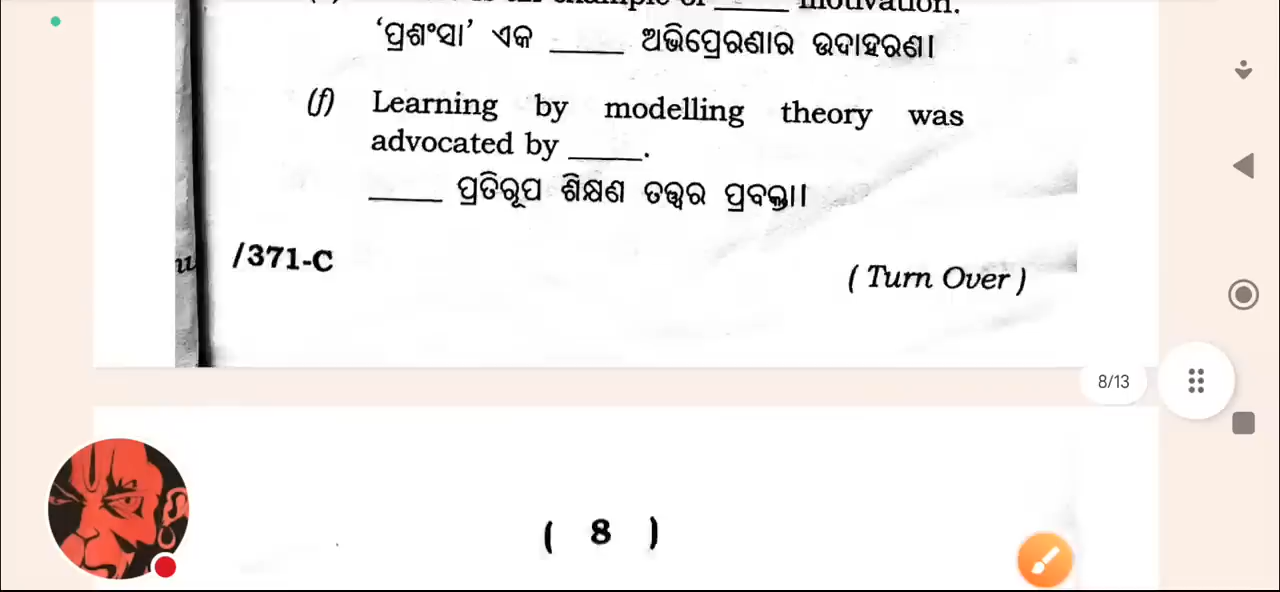 motivation.
'ପ୍ରଶଂସା' ଏକ _____ ଅଭିପ୍ରେରଣାର ଉଦାହରଣ।
(f) Learning by modelling theory was
advocated by _____.
_____ ପ୍ରତିରୂପ ଶିକ୍ଷଣ ତତ୍ତ୍ୱର ପ୍ରବକ୍ତା।
/371-C
( Turn Over )
8/13
( 8 )